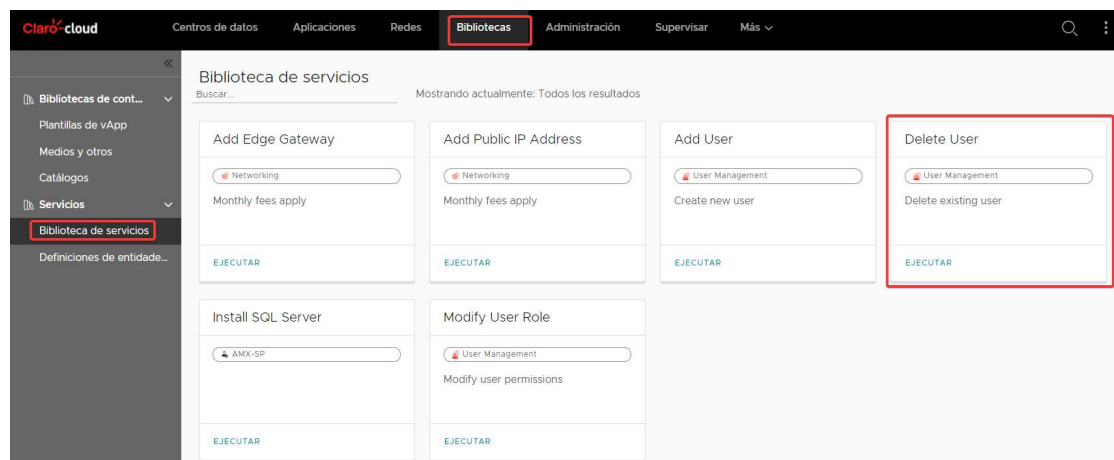 Claro-cloud
Centros de datos Aplicaciones Redes Bibliotecas Administración Supervisar Más
Bibliotecas de cont...
Plantillas de vApp
Medios y otros
Catálogos
Servicios
Biblioteca de servicios
Definiciones de entidade...
Biblioteca de servicios
Buscar... Mostrando actualmente: Todos los resultados
Add Edge Gateway
Networking
Monthly fees apply
EJECUTAR
Add Public IP Address
Networking
Monthly fees apply
EJECUTAR
Add User
User Management
Create new user
EJECUTAR
Delete User
User Management
Delete existing user
EJECUTAR
Install SQL Server
AMX-SP
EJECUTAR
Modify User Role
User Management
Modify user permissions
EJECUTAR